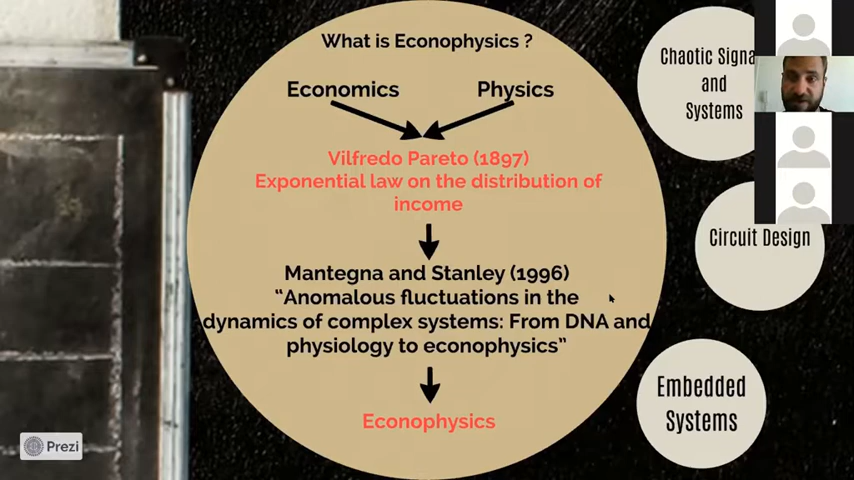 What is Econophysics ?
Economics
Physics
Vilfredo Pareto (1897)
Exponential law on the distribution of
income
Mantegna and Stanley (1996)
“Anomalous fluctuations in the
dynamics of complex systems: From DNA and
physiology to econophysics”
Econophysics
Chaotic Signa
and
Systems
Circuit Design
Embedded
Systems
Prezi